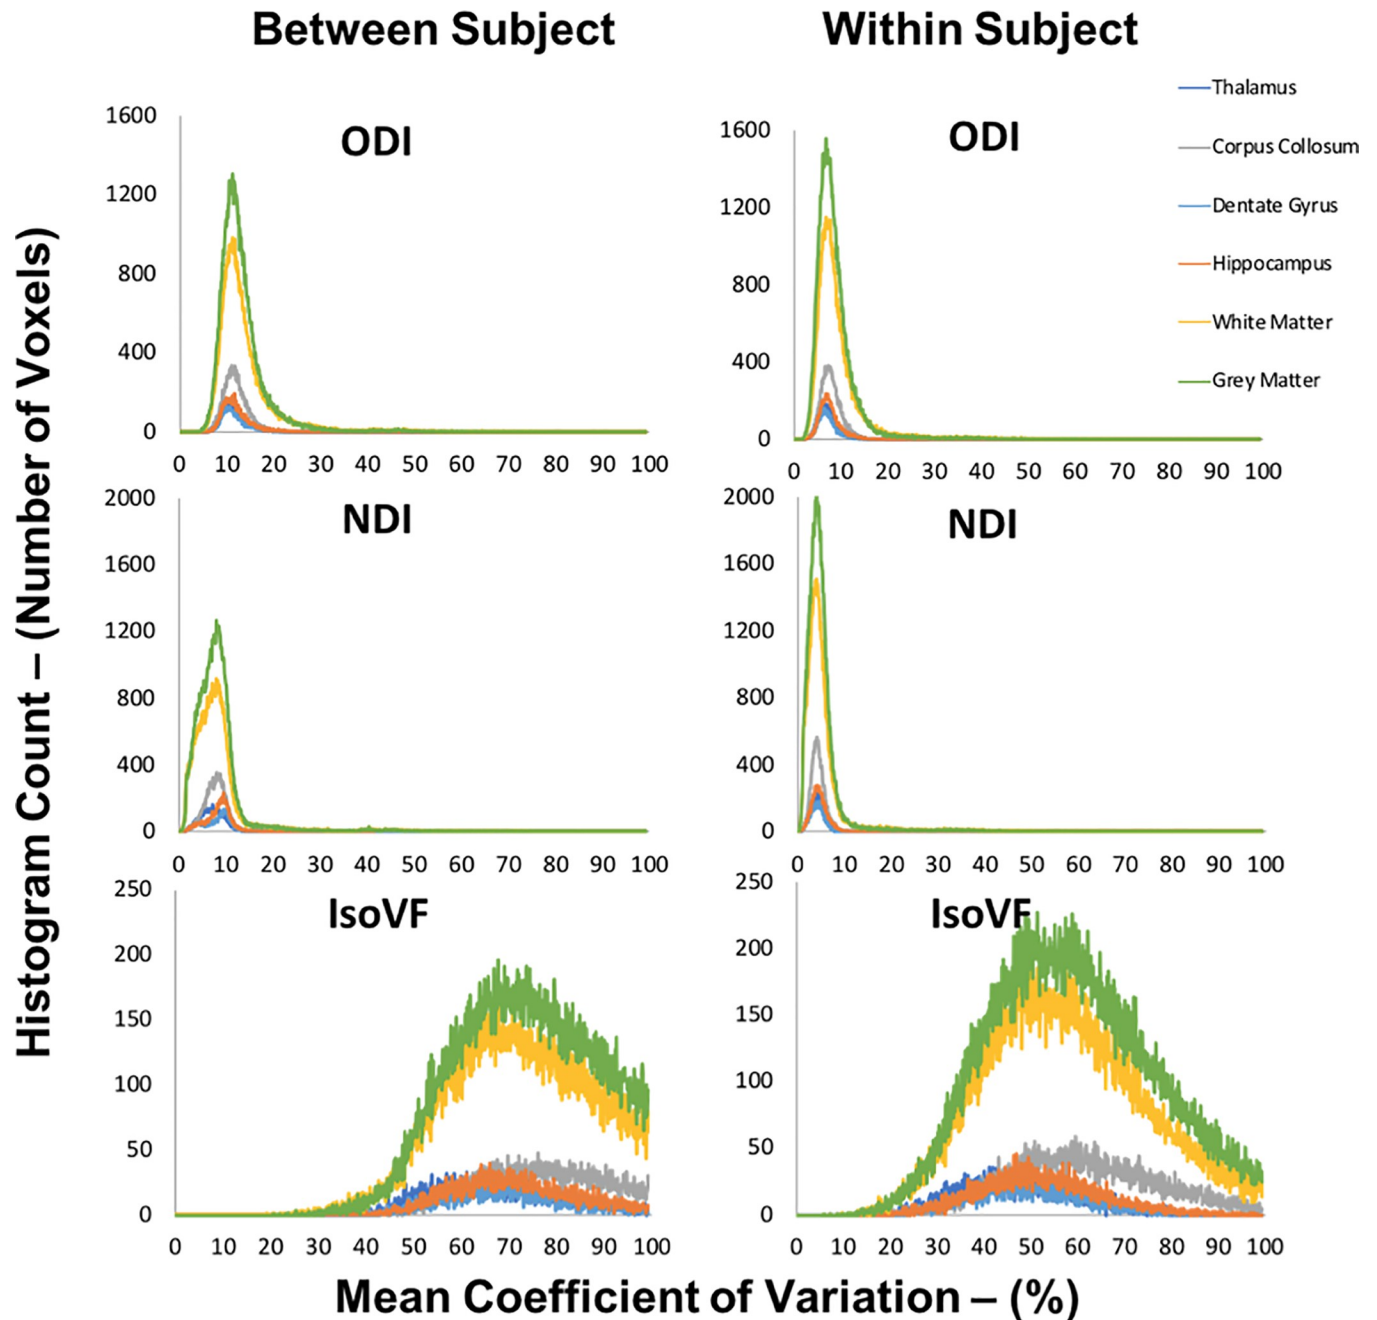 Between Subject
Within Subject
Histogram Count – (Number of Voxels)
ODI
1600
1200
800
400
0
0 10 20 30 40 50 60 70 80 90 100
ODI
1600
1200
800
400
0
0 10 20 30 40 50 60 70 80 90 100
Thalamus
Corpus Collosum
Dentate Gyrus
Hippocampus
White Matter
Grey Matter
NDI
2000
1600
1200
800
400
0
0 10 20 30 40 50 60 70 80 90 100
NDI
2000
1600
1200
800
400
0
0 10 20 30 40 50 60 70 80 90 100
IsoVF
250
200
150
100
50
0
0 10 20 30 40 50 60 70 80 90 100
IsoVF
250
200
150
100
50
0
0 10 20 30 40 50 60 70 80 90 100
Mean Coefficient of Variation – (%)